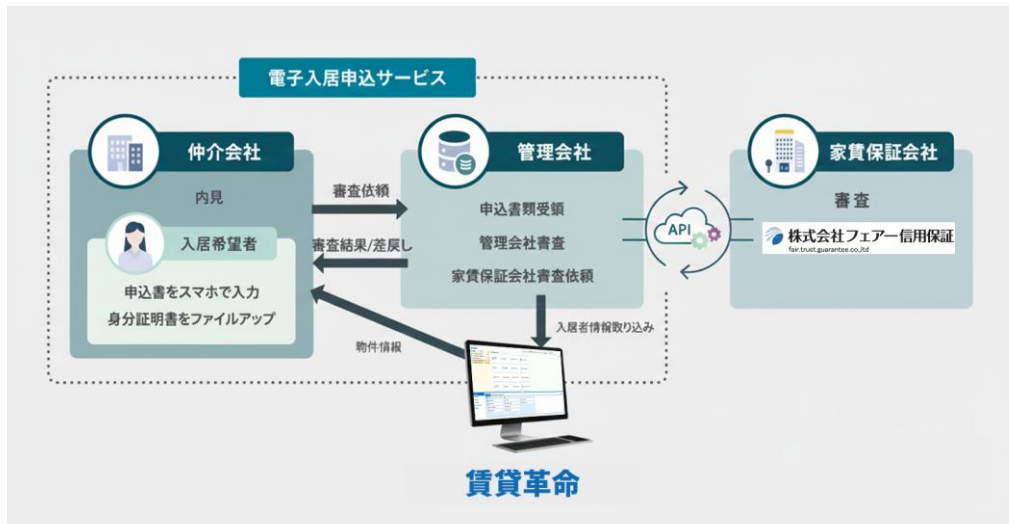 電子入居申込サービス
仲介会社
内見
入居希望者
申込書をスマホで入力
身分証明書をファイルアップ
審査依頼
審査結果/差戻し
物件情報
管理会社
申込書類受領
管理会社書査
家賃保証会社書査依頼
入居者情報取り込み
API
家賃保証会社
審査
株式会社フェアー信用保証
fair.trust.guarantee.co.,ltd
賃貸革命